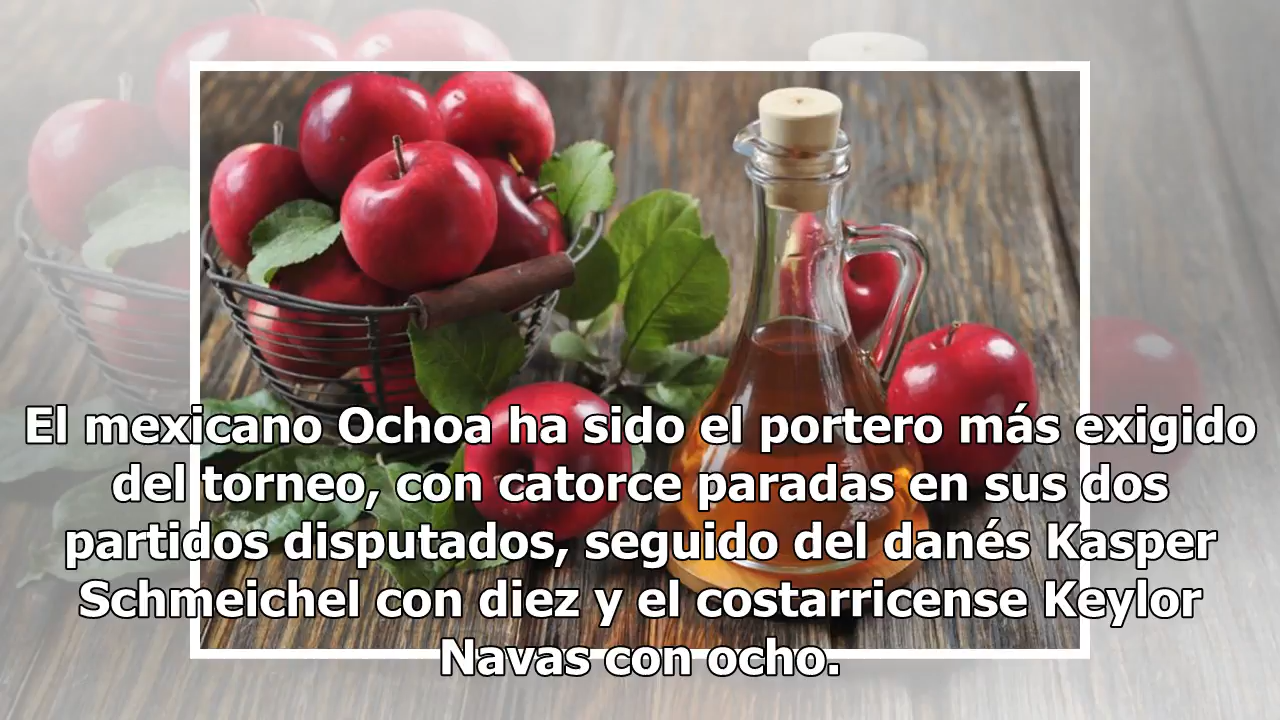 El mexicano Ochoa ha sido el portero más exigido
del torneo, con catorce paradas en sus dos
partidos disputados, seguido del danés Kasper
Schmeichel con diez y el costarricense Keylor
Navas con ocho.